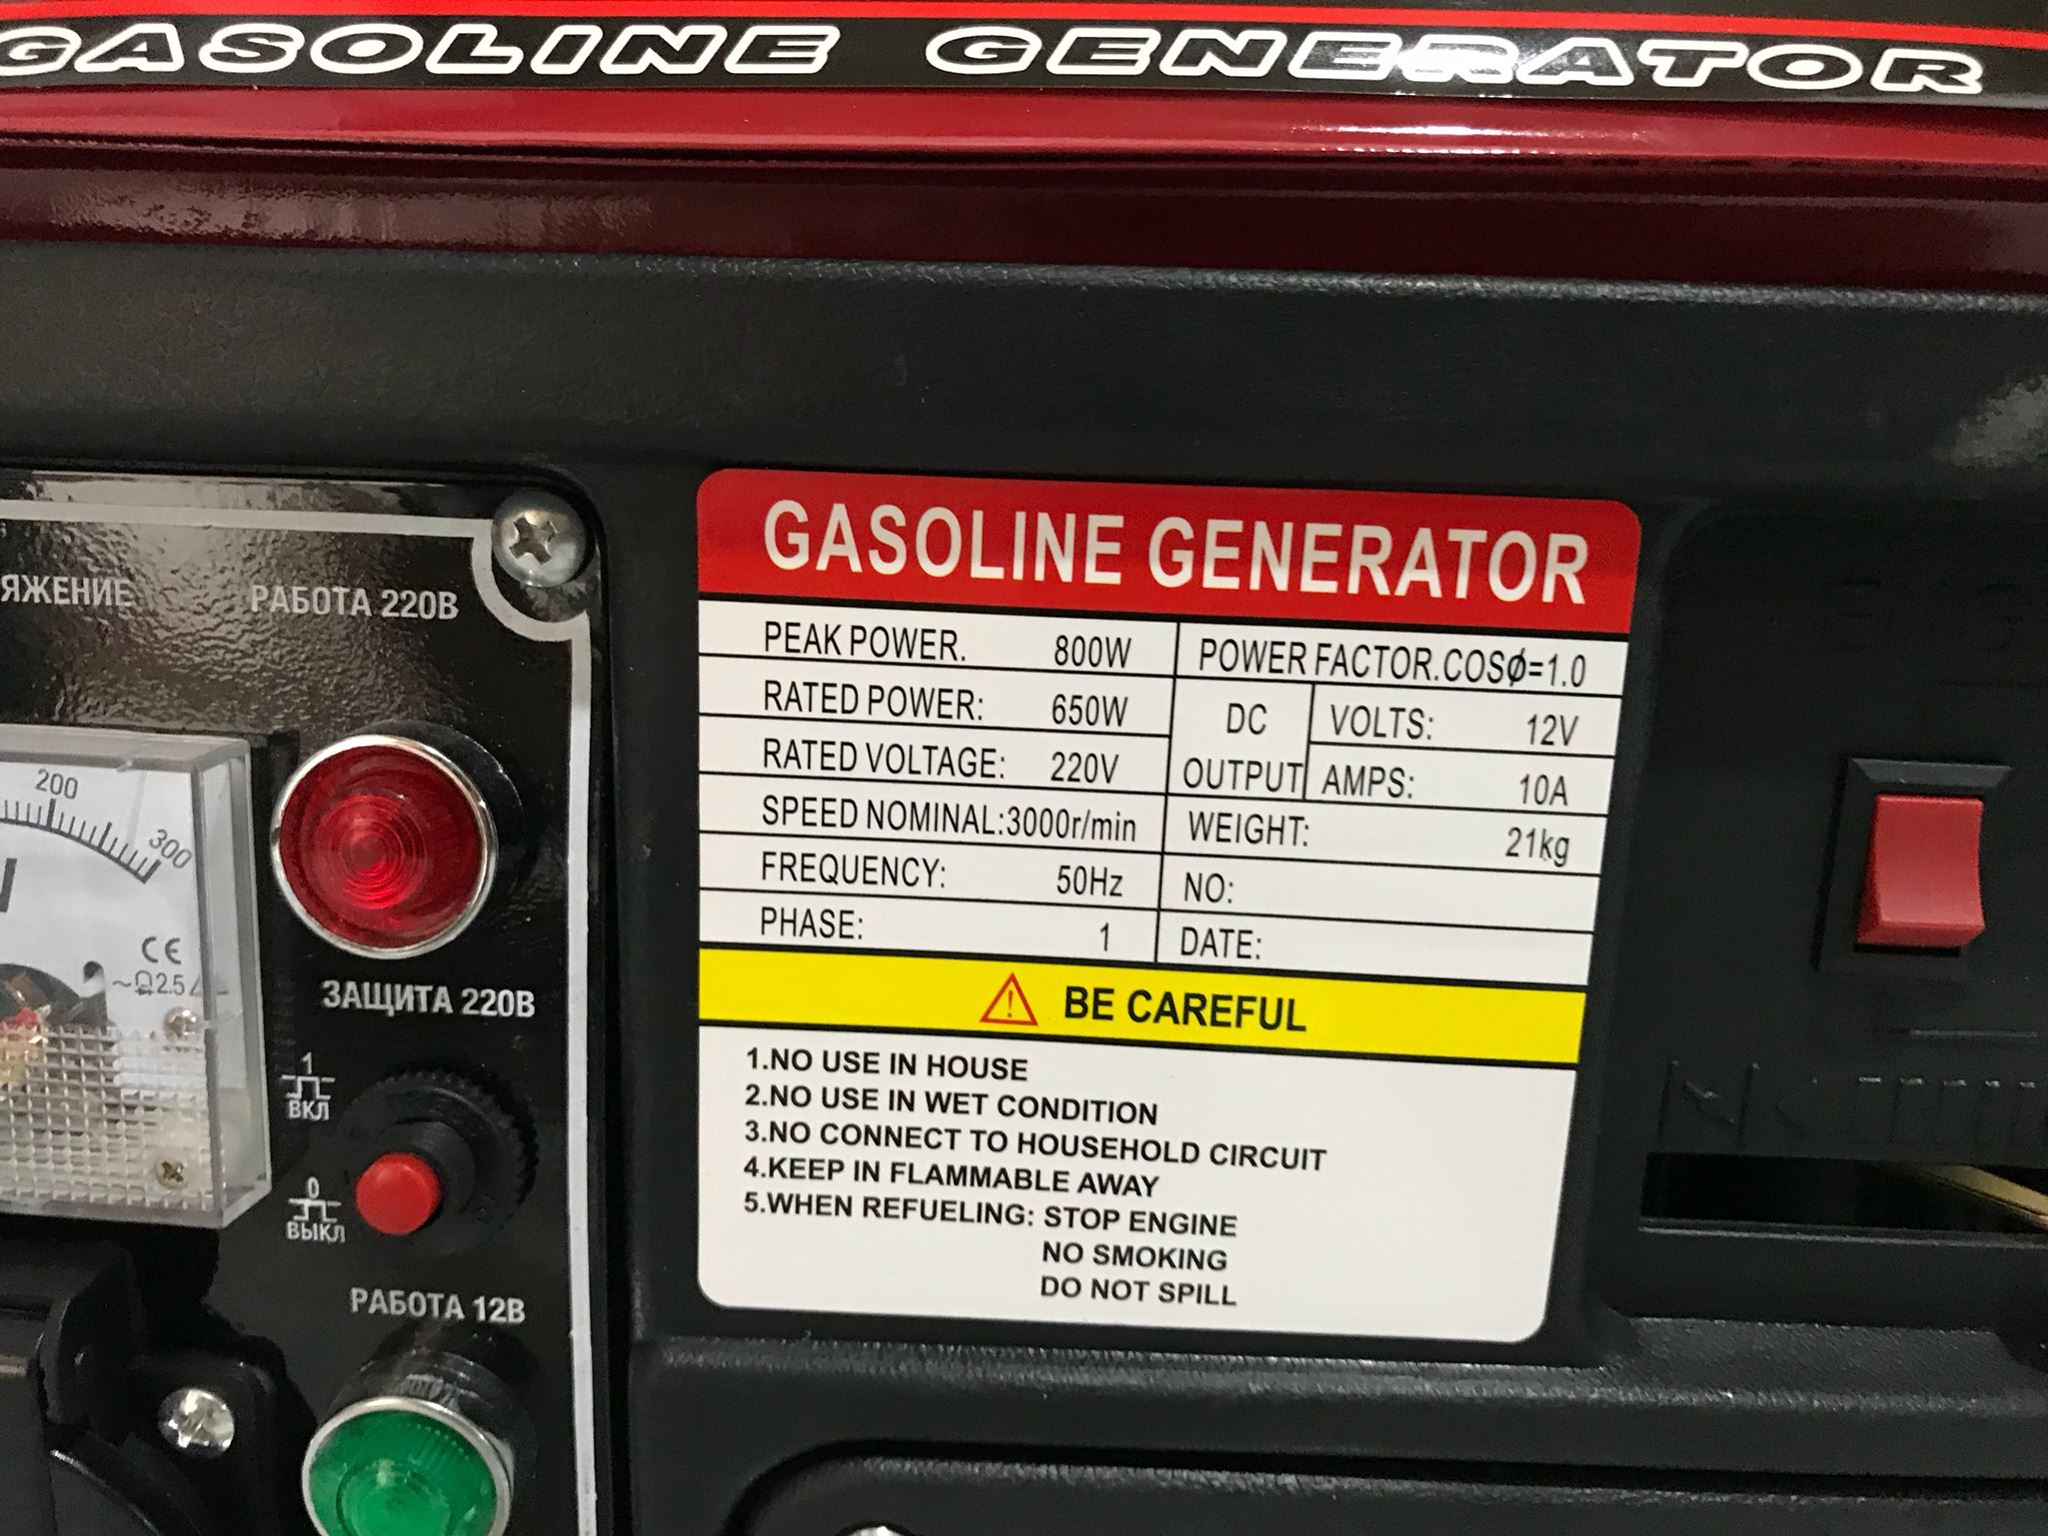 GASOLINE GENERATOR
ЯЖЕНИЕ
РАБОТА 220В
200
300
CE
2.5
ЗАЩИТА 220В
1
ВКЛ
0
ВЫКЛ
РАБОТА 12В
GASOLINE GENERATOR
PEAK POWER. 800W
POWER FACTOR.COSØ=1.0
RATED POWER: 650W
DC OUTPUT
VOLTS: 12V
RATED VOLTAGE: 220V
AMPS: 10A
SPEED NOMINAL:3000r/min
WEIGHT: 21kg
FREQUENCY: 50Hz
NO:
PHASE: 1
DATE:
BE CAREFUL
1.NO USE IN HOUSE
2.NO USE IN WET CONDITION
3.NO CONNECT TO HOUSEHOLD CIRCUIT
4.KEEP IN FLAMMABLE AWAY
5.WHEN REFUELING: STOP ENGINE
NO SMOKING
DO NOT SPILL